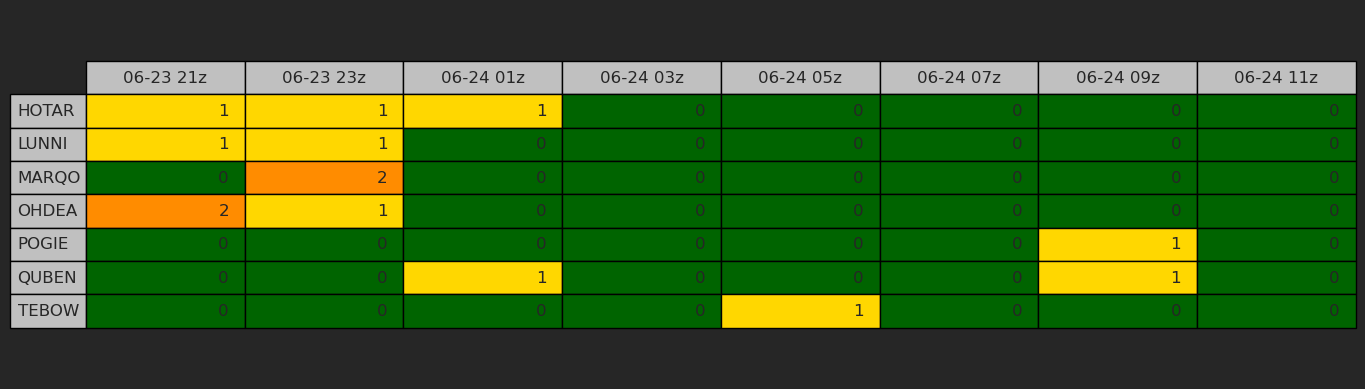 06-23 21z 06-23 23z 06-24 01z 06-24 03z 06-24 05z 06-24 07z 06-24 09z 06-24 11z
HOTAR 1 1 1 0 0 0 0 0
LUNNI 1 1 0 0 0 0 0 0
MARQO 0 2 0 0 0 0 0 0
OHDEA 2 1 0 0 0 0 0 0
POGIE 0 0 0 0 0 0 1 0
QUBEN 0 0 1 0 0 0 1 0
TEBOW 0 0 0 0 1 0 0 0